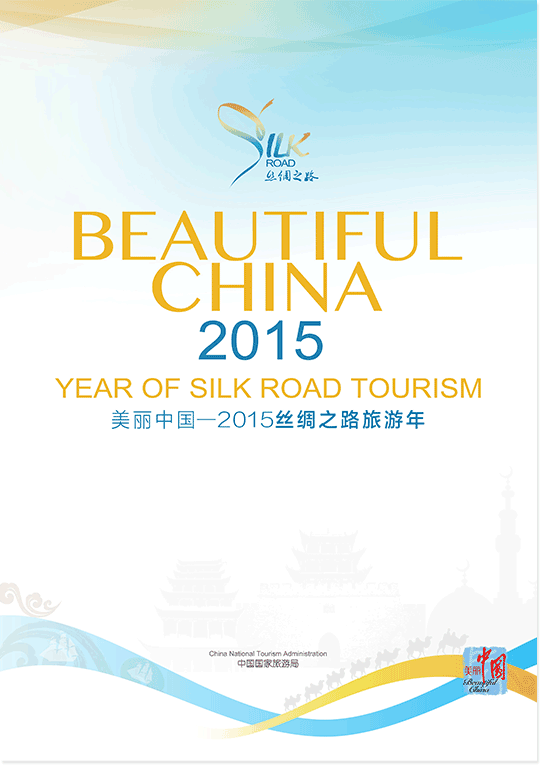 SILK
ROAD
丝绸之路
BEAUTIFUL
CHINA
2015
YEAR OF SILK ROAD TOURISM
美丽中国—2015丝绸之路旅游年
China National Tourism Administration
中国国家旅游局
美丽中国
Beautiful
China